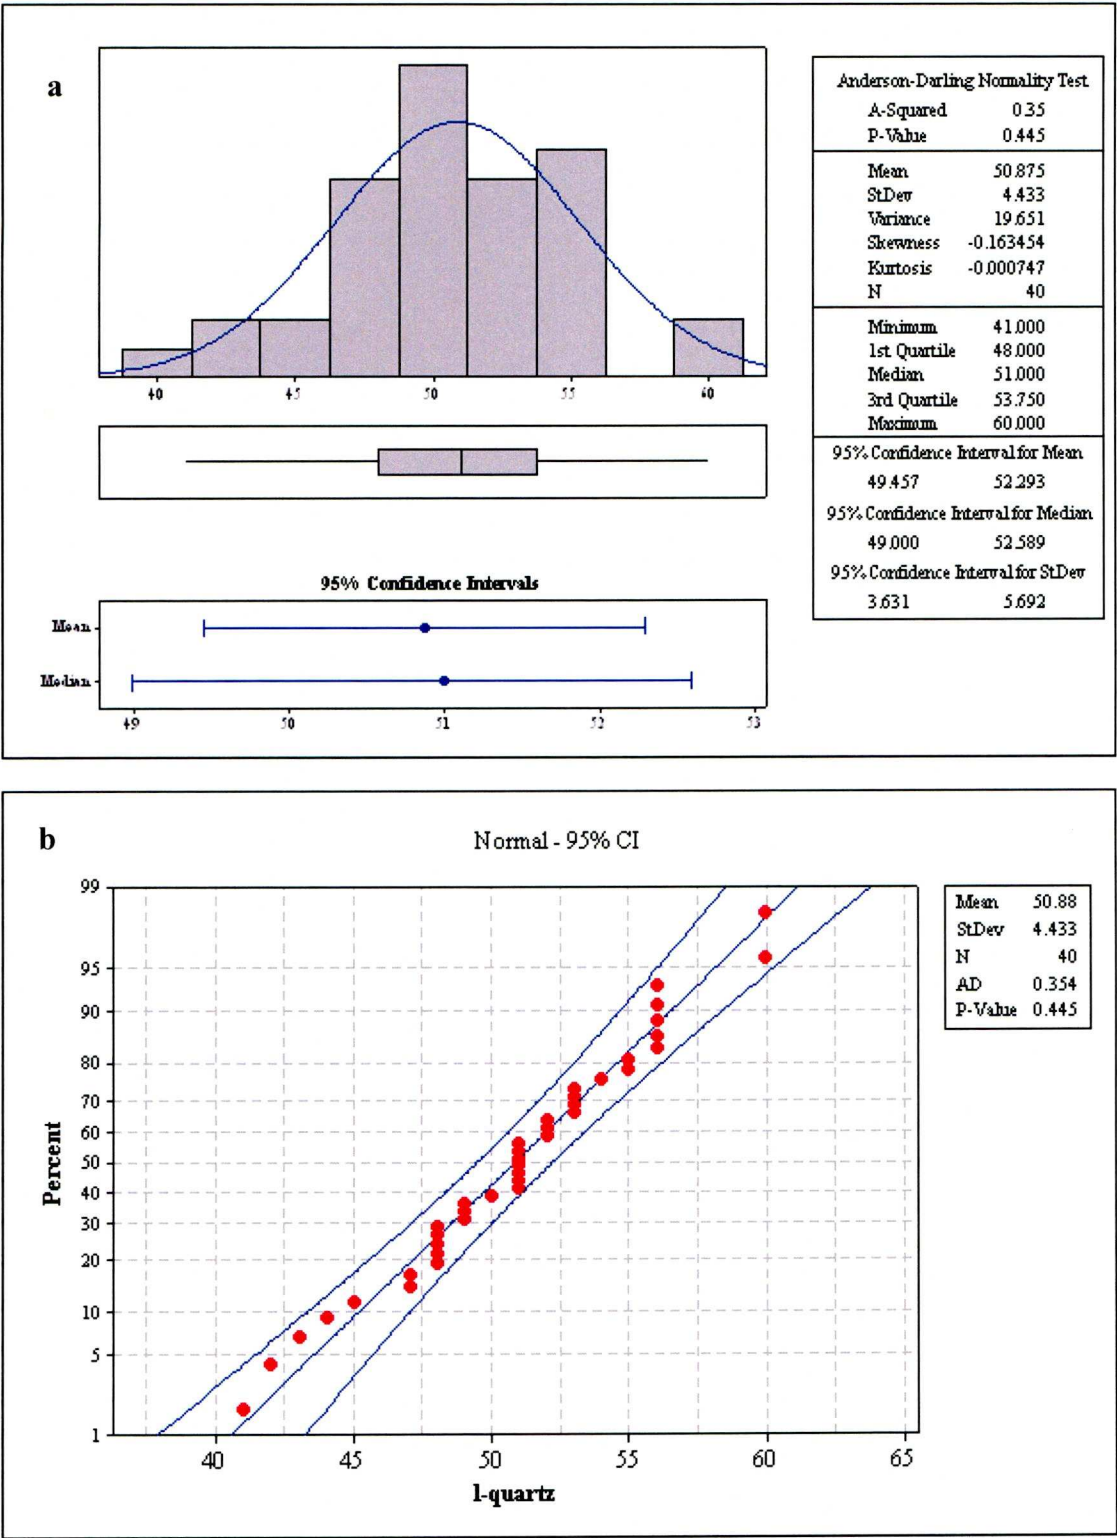 a
Anderson-Darling Normality Test
A-Squared 0.35
P-Value 0.445
Mean 50.875
StDev 4.433
Variance 19.651
Skewness -0.163454
Kurtosis -0.000747
N 40
Minimum 41.000
1st Quartile 48.000
Median 51.000
3rd Quartile 53.750
Maximum 60.000
95% Confidence Interval for Mean
49.457 52.293
95% Confidence Interval for Median
49.000 52.589
95% Confidence Interval for StDev
3.631 5.692
40 45 50 55 60
95% Confidence Intervals
Mean
Median
49 50 51 52 53
b
Normal - 95% CI
Mean 50.88
StDev 4.433
N 40
AD 0.354
P-Value 0.445
Percent
99
95
90
80
70
60
50
40
30
20
10
5
1
40 45 50 55 60 65
l-quartz